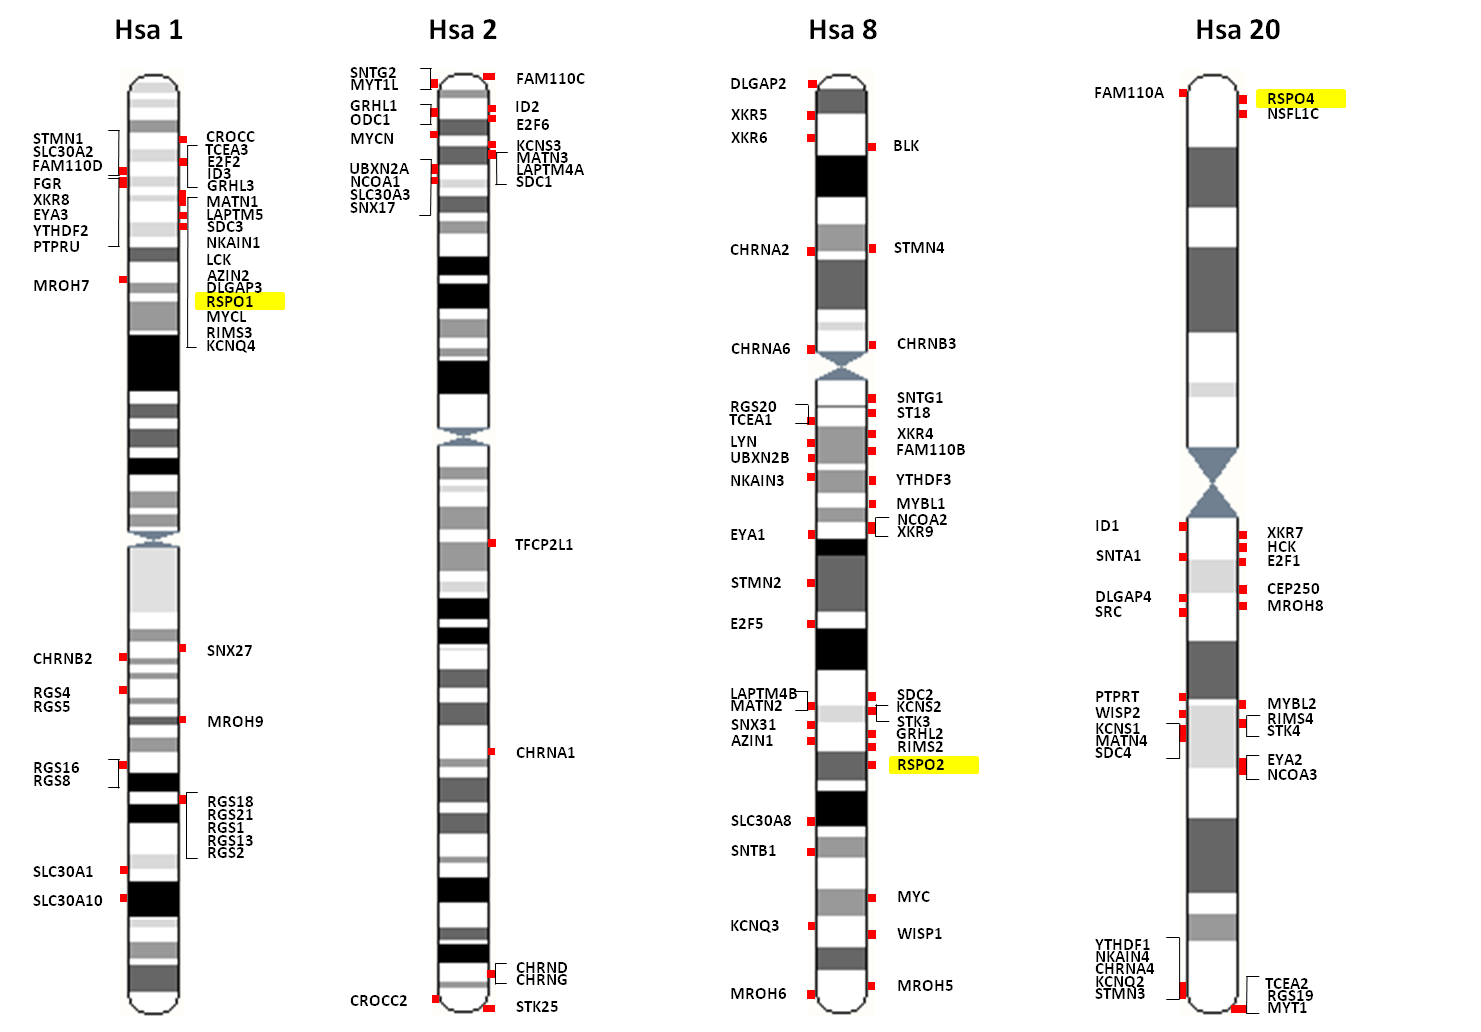 Hsa 1
STMN1
SLC30A2
FAM110D
FGR
XKR8
EYA3
YTHDF2
PTPRU
MROH7
CHRNB2
RGS4
RGS5
RGS16
RGS8
SLC30A1
SLC30A10
CROCC
TCEA3
E2F2
ID3
GRHL3
MATN1
LAPTM5
SDC3
NKAIN1
LCK
AZIN2
DLGAP3
RSPO1
MYCL
RIMS3
KCNQ4
SNX27
MROH9
RGS18
RGS21
RGS1
RGS13
RGS2
Hsa 2
SNTG2
MYT1L
GRHL1
ODC1
MYCN
UBXN2A
NCOA1
SLC30A3
SNX17
CROCC2
FAM110C
ID2
E2F6
KCNS3
MATN3
LAPTM4A
SDC1
TFCP2L1
CHRNA1
CHRND
CHRNG
STK25
Hsa 8
DLGAP2
XKR5
XKR6
CHRNA2
CHRNA6
RGS20
TCEA1
LYN
UBXN2B
NKAIN3
EYA1
STMN2
E2F5
LAPTM4B
MATN2
SNX31
AZIN1
SLC30A8
SNTB1
KCNQ3
MROH6
BLK
STMN4
CHRNB3
SNTG1
ST18
XKR4
FAM110B
YTHDF3
MYBL1
NCOA2
XKR9
SDC2
KCNS2
STK3
GRHL2
RIMS2
RSPO2
MYC
WISP1
MROH5
Hsa 20
FAM110A
ID1
SNTA1
DLGAP4
SRC
PTPRT
WISP2
KCNS1
MATN4
SDC4
YTHDF1
NKAIN4
CHRNA4
KCNQ2
STMN3
RSPO4
NSFL1C
XKR7
HCK
E2F1
CEP250
MROH8
MYBL2
RIMS4
STK4
EYA2
NCOA3
TCEA2
RGS19
MYT1